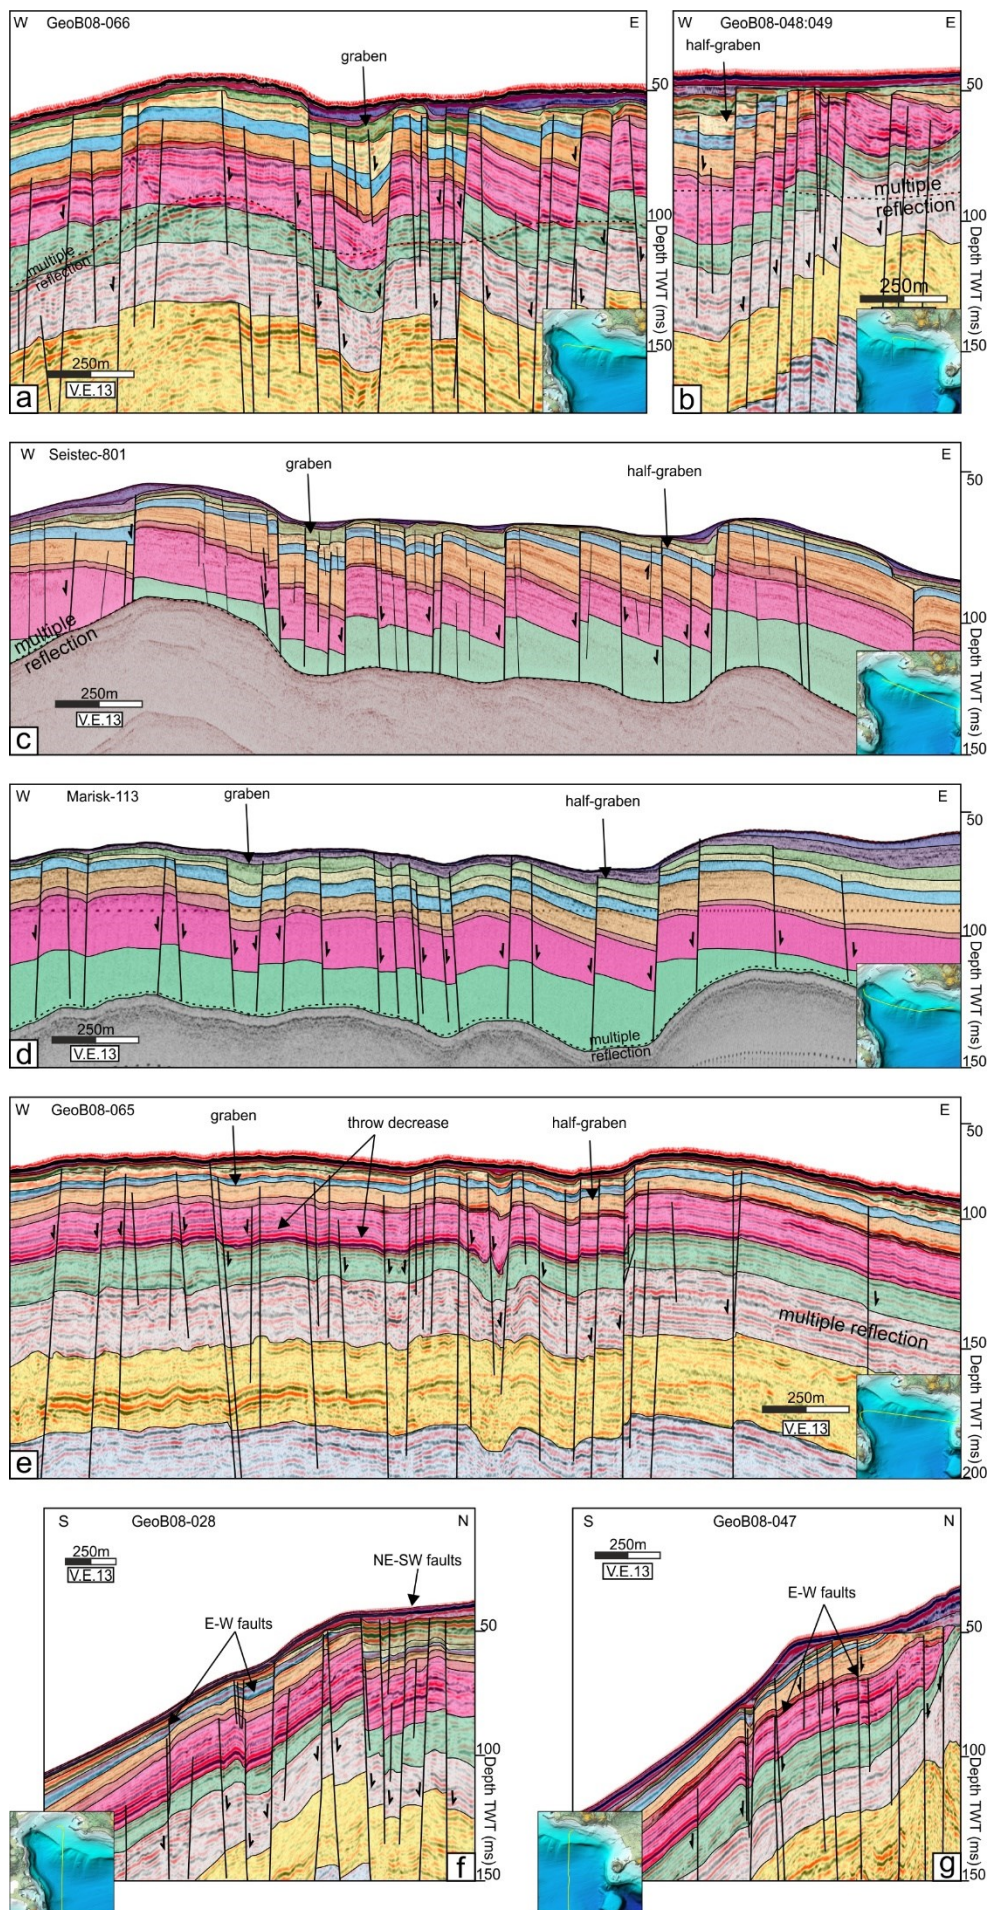 W GeoB08-066 E
graben
multiple
reflection
250m
V.E.13
a
50
100
150
Depth TWT (ms)
W GeoB08-048:049 E
half-graben
multiple
reflection
250m
b
50
100
150
Depth TWT (ms)
W Seistec-801 E
graben
half-graben
multiple
reflection
250m
V.E.13
c
50
100
150
Depth TWT (ms)
W Marisk-113 E
graben
half-graben
multiple
reflection
250m
V.E.13
d
50
100
150
Depth TWT (ms)
W GeoB08-065 E
graben
throw decrease
half-graben
multiple reflection
250m
V.E.13
e
50
100
150
200
Depth TWT (ms)
S GeoB08-028 N
250m
V.E.13
NE-SW faults
E-W faults
f
50
100
150
Depth TWT (ms)
S GeoB08-047 N
250m
V.E.13
E-W faults
g
50
100
150
Depth TWT (ms)